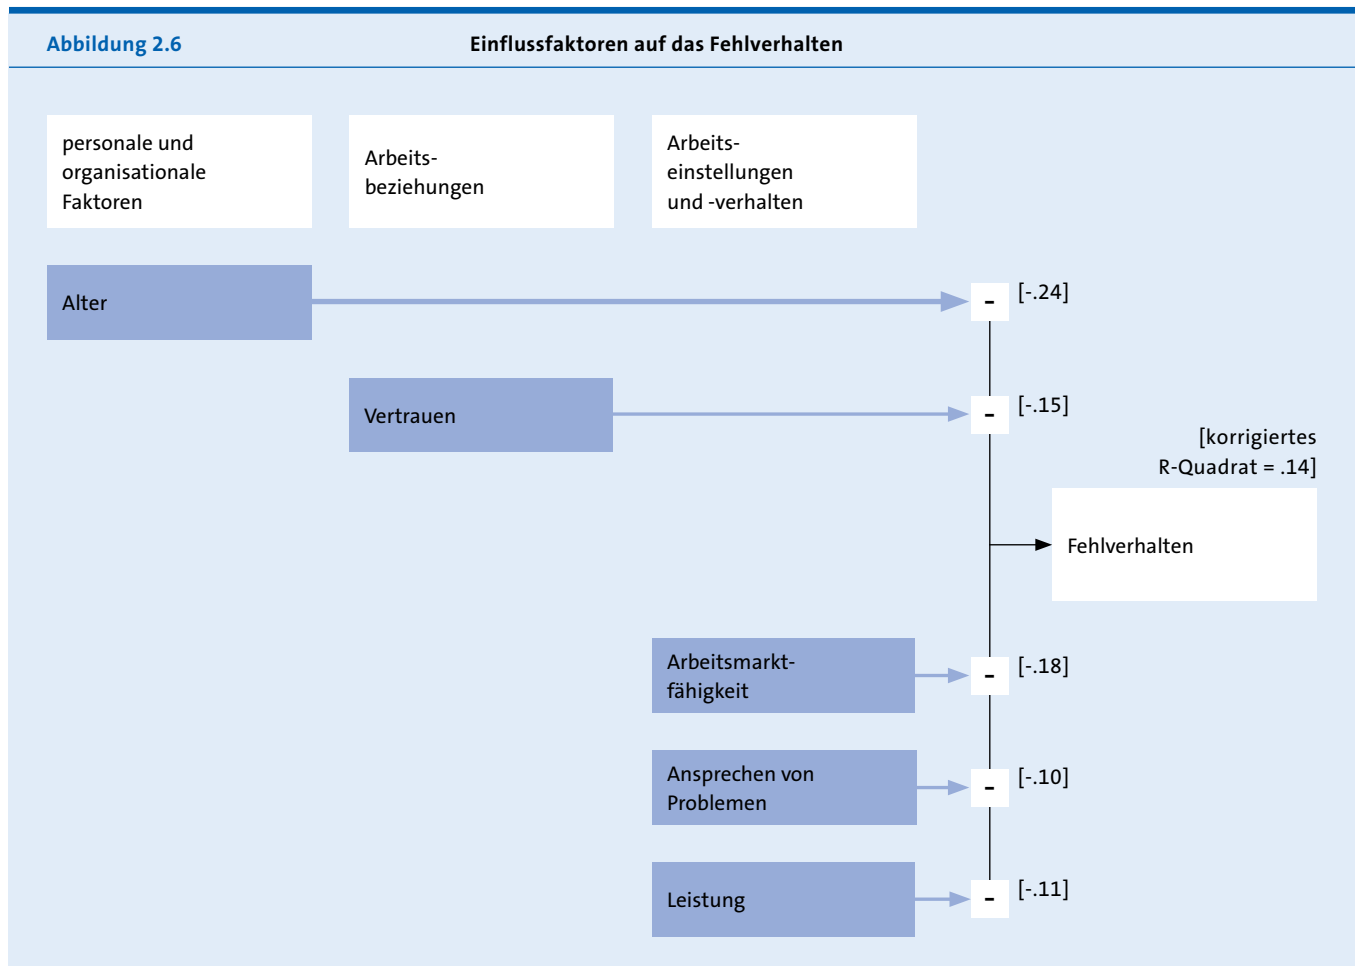 Abbildung 2.6
Einflussfaktoren auf das Fehlverhalten
personale und
organisationale
Faktoren
Arbeits-
beziehungen
Arbeits-
einstellungen
und -verhalten
Alter
-
[-.24]
Vertrauen
-
[-.15]
[korrigiertes
R-Quadrat = .14]
Fehlverhalten
Arbeitsmarkt-
fähigkeit
-
[-.18]
Ansprechen von
Problemen
-
[-.10]
Leistung
-
[-.11]